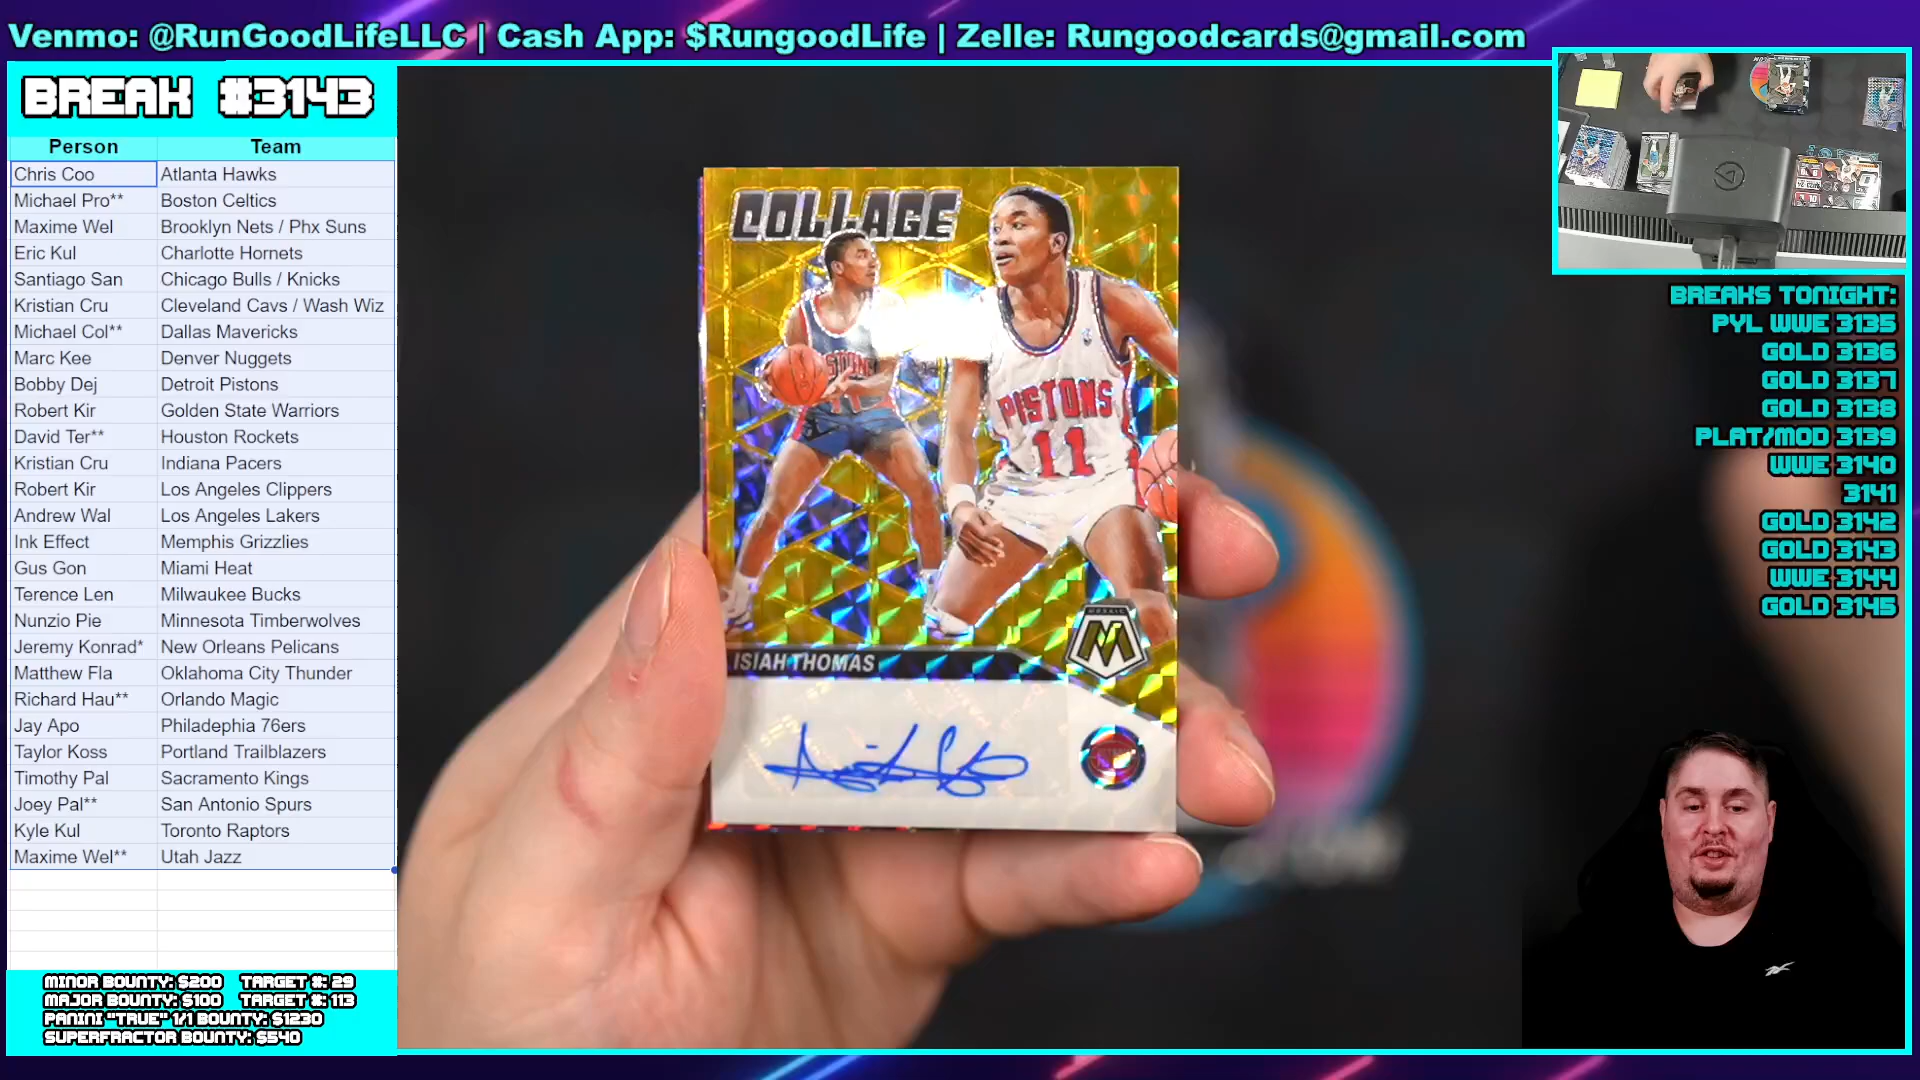 Venmo: @RunGoodLifeLLC | Cash App: $RungoodLife | Zelle: Rungoodcards@gmail.com
BREAK #3143
Person Team
Chris Coo Atlanta Hawks
Michael Pro** Boston Celtics
Maxime Wel Brooklyn Nets / Phx Suns
Eric Kul Charlotte Hornets
Santiago San Chicago Bulls / Knicks
Kristian Cru Cleveland Cavs / Wash Wiz
Michael Col** Dallas Mavericks
Marc Kee Denver Nuggets
Bobby Dej Detroit Pistons
Robert Kir Golden State Warriors
David Ter** Houston Rockets
Kristian Cru Indiana Pacers
Robert Kir Los Angeles Clippers
Andrew Wal Los Angeles Lakers
Ink Effect Memphis Grizzlies
Gus Gon Miami Heat
Terence Len Milwaukee Bucks
Nunzio Pie Minnesota Timberwolves
Jeremy Konrad* New Orleans Pelicans
Matthew Fla Oklahoma City Thunder
Richard Hau** Orlando Magic
Jay Apo Philadephia 76ers
Taylor Koss Portland Trailblazers
Timothy Pal Sacramento Kings
Joey Pal** San Antonio Spurs
Kyle Kul Toronto Raptors
Maxime Wel** Utah Jazz
MINOR BOUNTY: $200 TARGET #: 29
MAJOR BOUNTY: $100 TARGET #: 113
PANINI "TRUE" 1/1 BOUNTY: $1230
SUPERFRACTOR BOUNTY: $540
COLLAGE
PISTONS
11
MOSAIC
M
ISIAH THOMAS
BREAKS TONIGHT:
PYL WWE 3135
GOLD 3136
GOLD 3137
GOLD 3138
PLAT/MOD 3139
WWE 3140
3141
GOLD 3142
GOLD 3143
WWE 3144
GOLD 3145